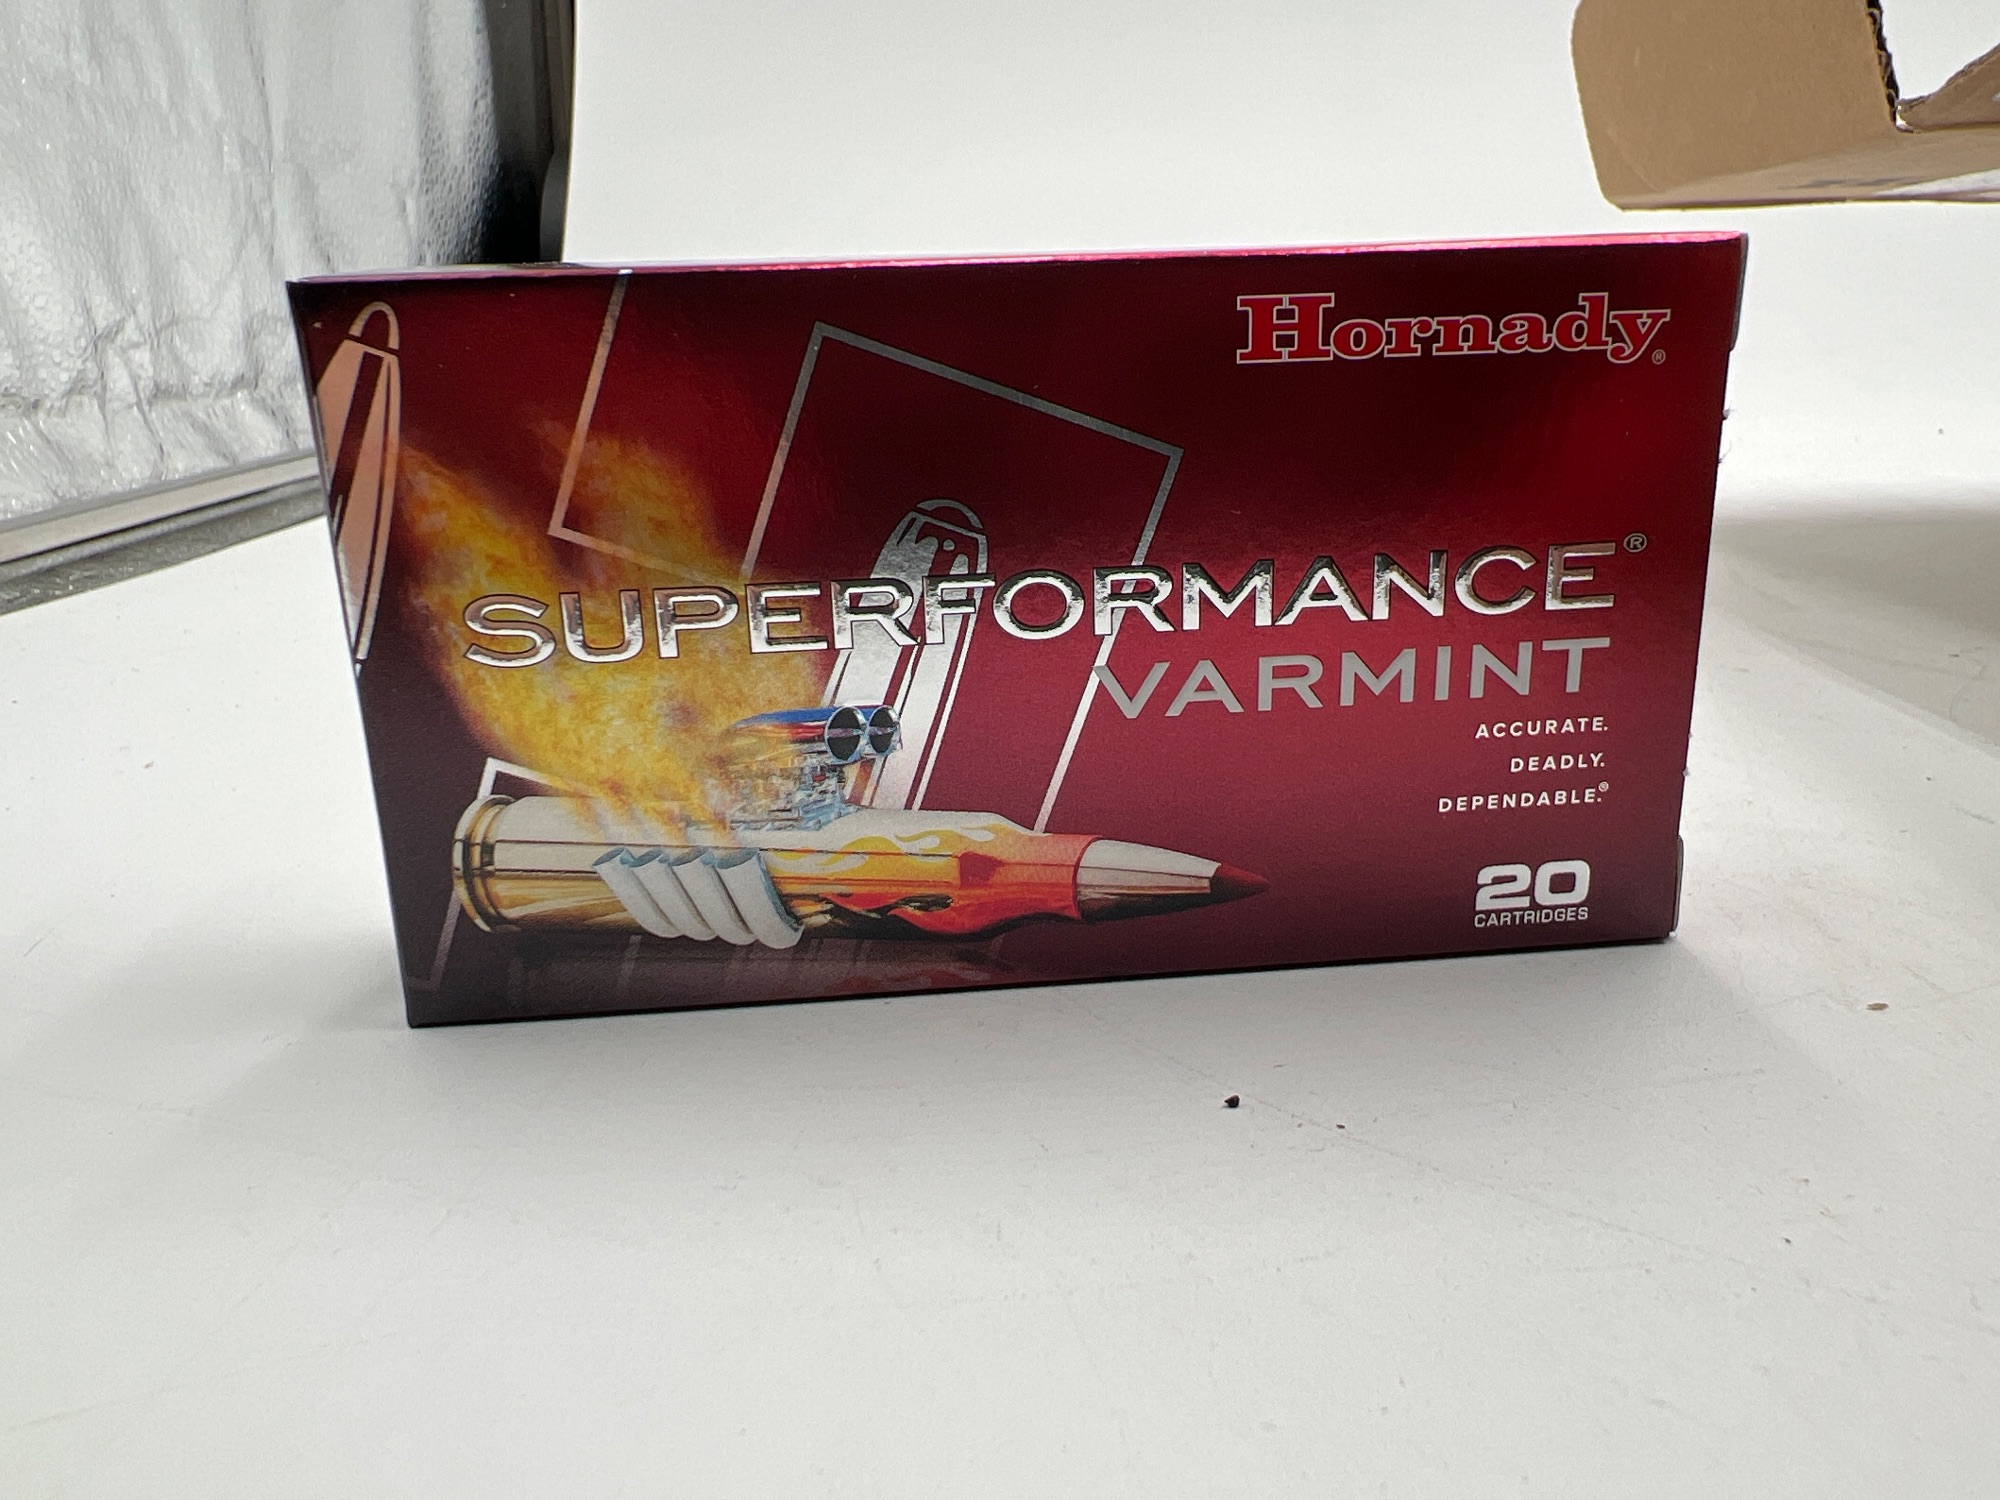 Hornady®
SUPERFORMANCE®
VARMINT
ACCURATE.
DEADLY.
DEPENDABLE.®
20
CARTRIDGES